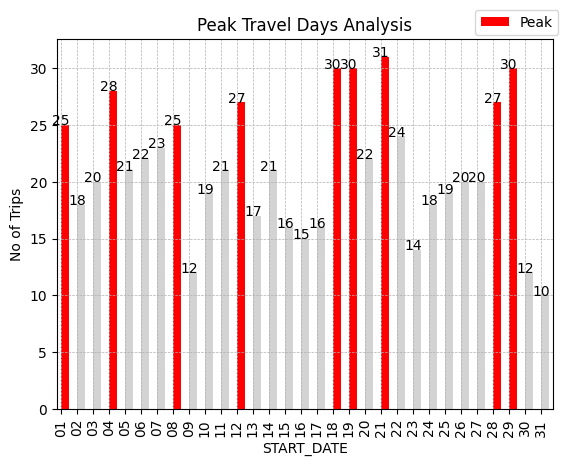 Peak Travel Days Analysis
Peak
No of Trips
30
25
20
15
10
5
0
25 18 20 28 21 22 23 25 12 19 21 27 17 21 16 15 16 30 30 22 31 24 14 18 19 20 20 27 30 12 10
01 02 03 04 05 06 07 08 09 10 11 12 13 14 15 16 17 18 19 20 21 22 23 24 25 26 27 28 29 30 31
START_DATE